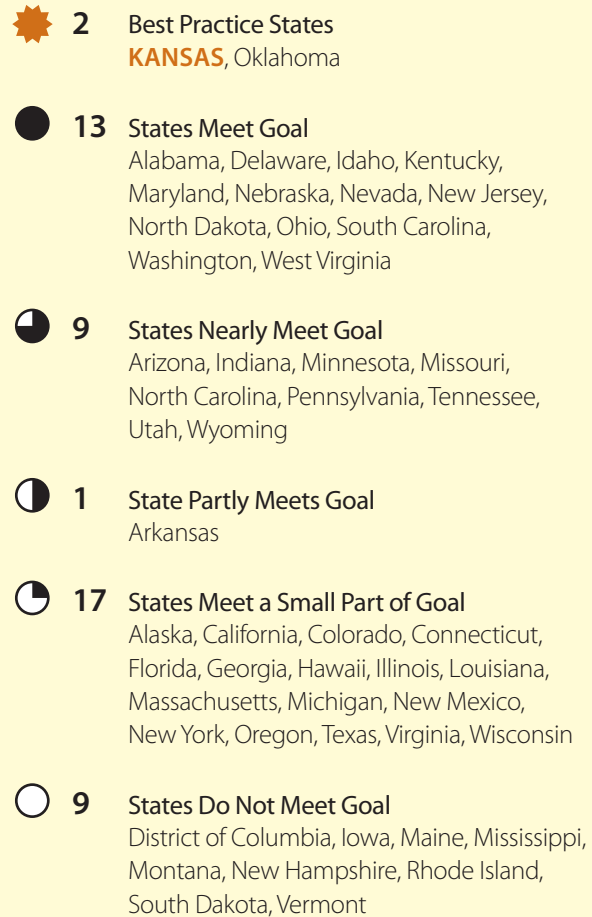 2 Best Practice States
KANSAS, Oklahoma
13 States Meet Goal
Alabama, Delaware, Idaho, Kentucky,
Maryland, Nebraska, Nevada, New Jersey,
North Dakota, Ohio, South Carolina,
Washington, West Virginia
9 States Nearly Meet Goal
Arizona, Indiana, Minnesota, Missouri,
North Carolina, Pennsylvania, Tennessee,
Utah, Wyoming
1 State Partly Meets Goal
Arkansas
17 States Meet a Small Part of Goal
Alaska, California, Colorado, Connecticut,
Florida, Georgia, Hawaii, Illinois, Louisiana,
Massachusetts, Michigan, New Mexico,
New York, Oregon, Texas, Virginia, Wisconsin
9 States Do Not Meet Goal
District of Columbia, Iowa, Maine, Mississippi,
Montana, New Hampshire, Rhode Island,
South Dakota, Vermont